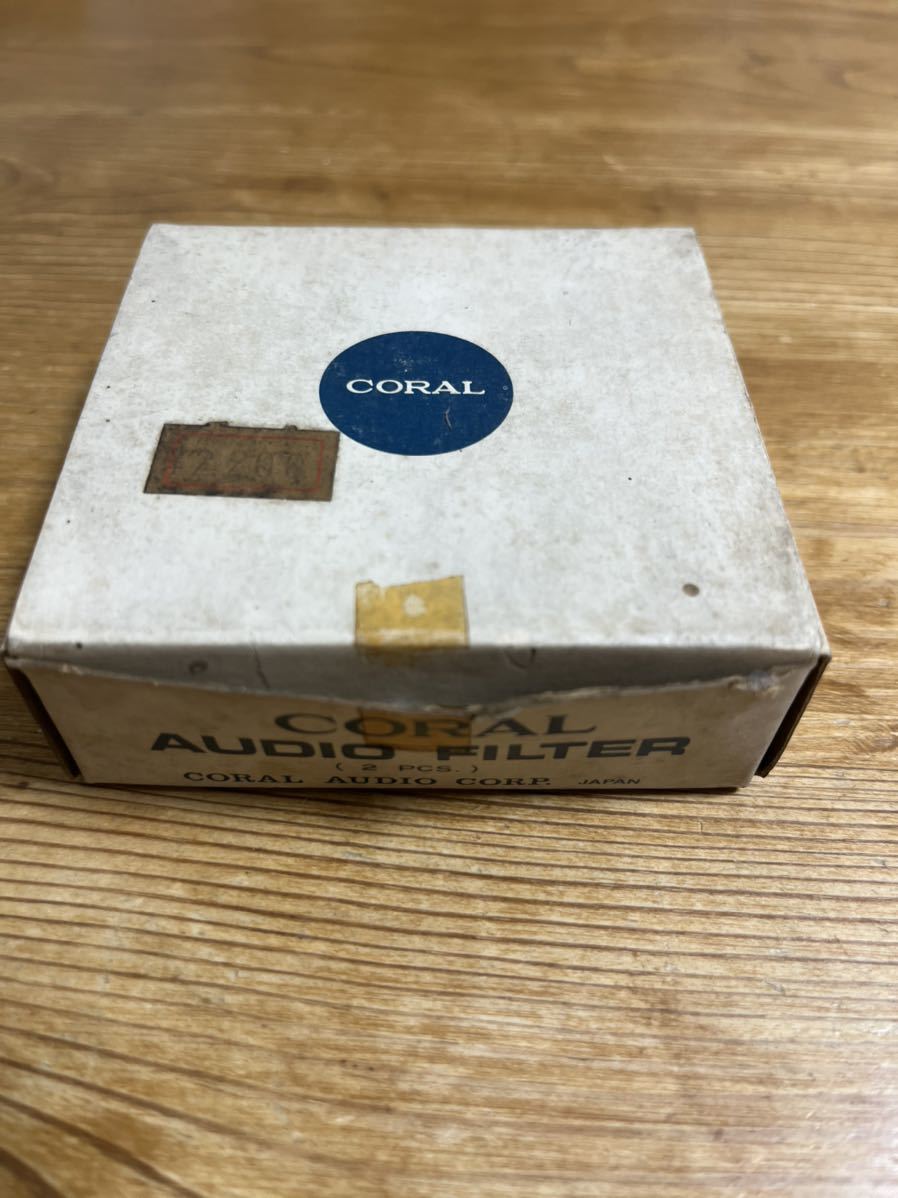 CORAL
CORAL
AUDIO FILTER
( 2 PCS. )
CORAL AUDIO CORP. JAPAN